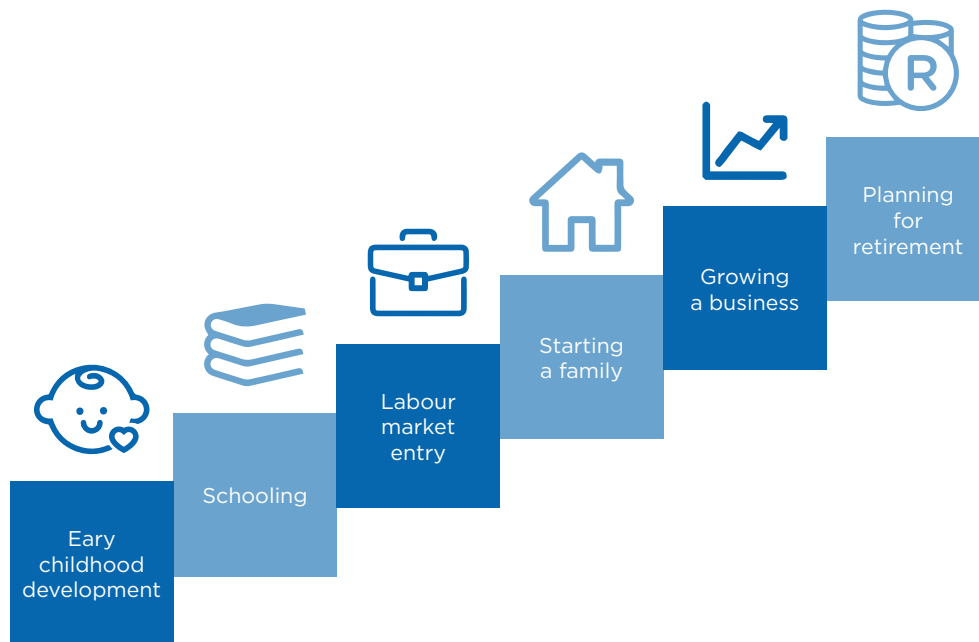 Eary
childhood
development
Schooling
Labour
market
entry
Starting
a family
Growing
a business
Planning
for
retirement
R